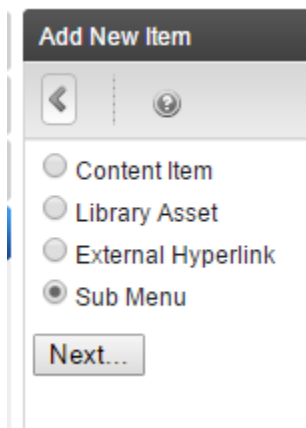 Add New Item
Content Item
Library Asset
External Hyperlink
Sub Menu
Next...